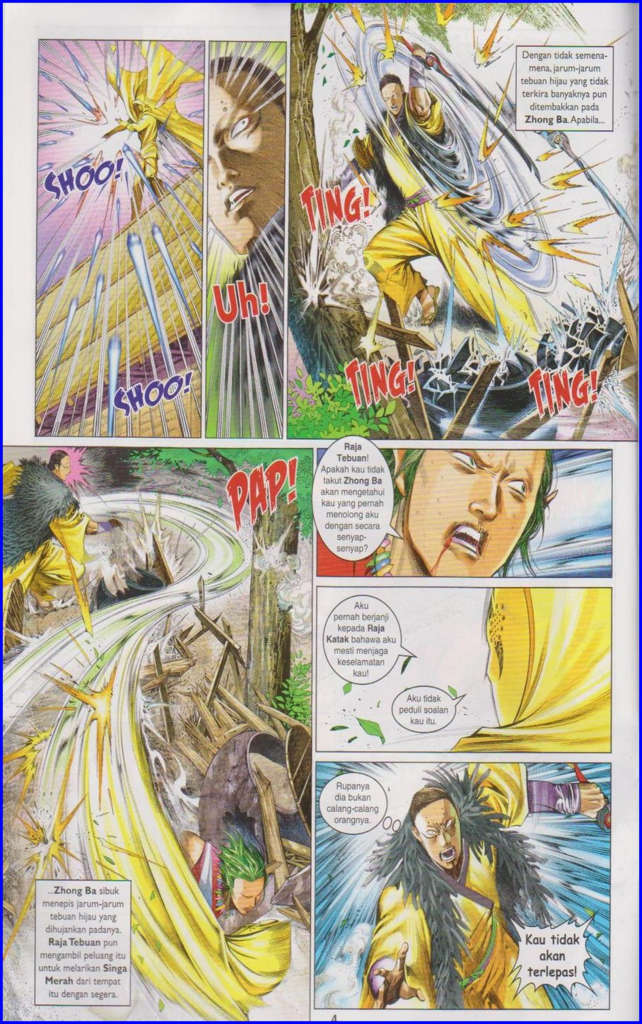 SHOO!
SHOO!
Uh!
Dengan tidak semena-
mena, jarum-jarum
tebuan hijau yang tidak
terkira banyaknya pun
ditembakkan pada
Zhong Ba. Apabila...
TING!
TING!
TING!
PAP!
...Zhong Ba sibuk
menepis jarum-jarum
tebuan hijau yang
dihujankan padanya.
Raja Tebuan pun
mengambil peluang itu
untuk melarikan Singa
Merah dari tempat
itu dengan segera.
Raja
Tebuan!
Apakah kau tidak
takut Zhong Ba
akan mengetahui
kau yang pernah
menolong aku
dengan secara
senyap-
senyap?
Aku
pernah berjanji
kepada Raja
Katak bahawa aku
mesti menjaga
keselamatan
kau!
Aku tidak
peduli soalan
kau itu.
Rupanya
dia bukan
calang-calang
orangnya.
Kau tidak
akan
terlepas!
4